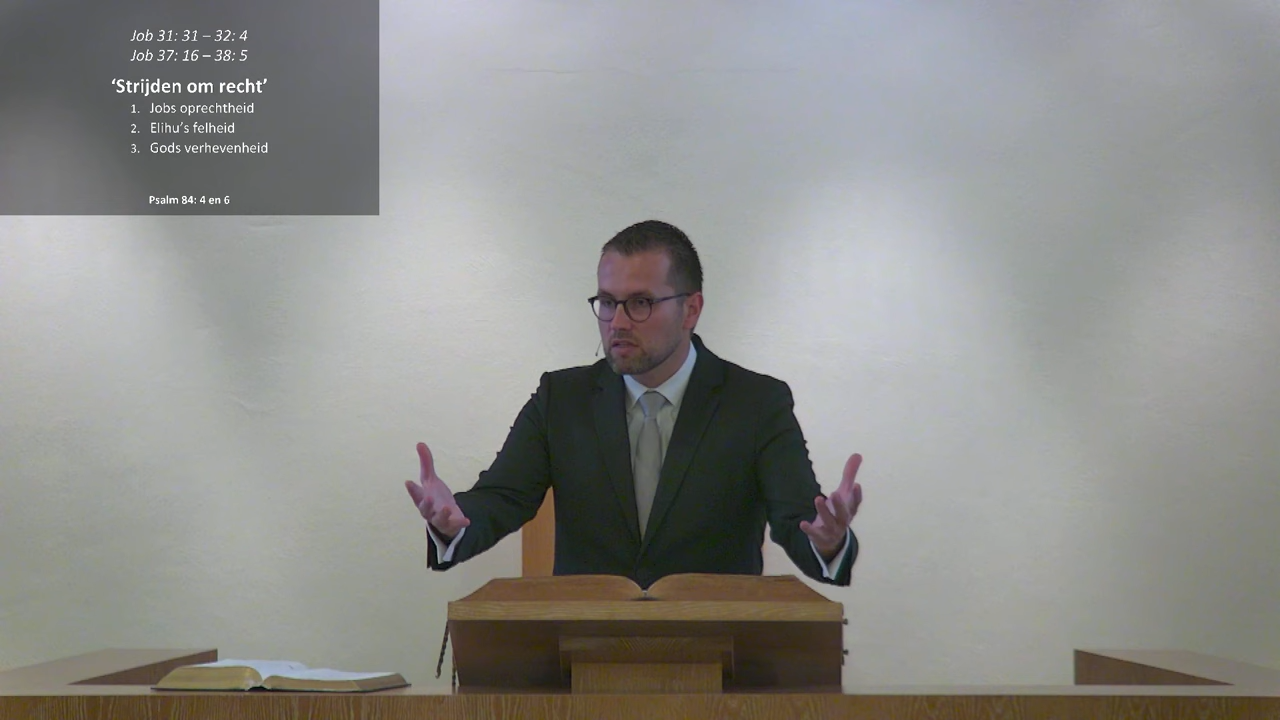 Job 31: 31 – 32: 4
Job 37: 16 – 38: 5
‘Strijden om recht’
1. Jobs oprechtheid
2. Elihu’s felheid
3. Gods verhevenheid
Psalm 84: 4 en 6